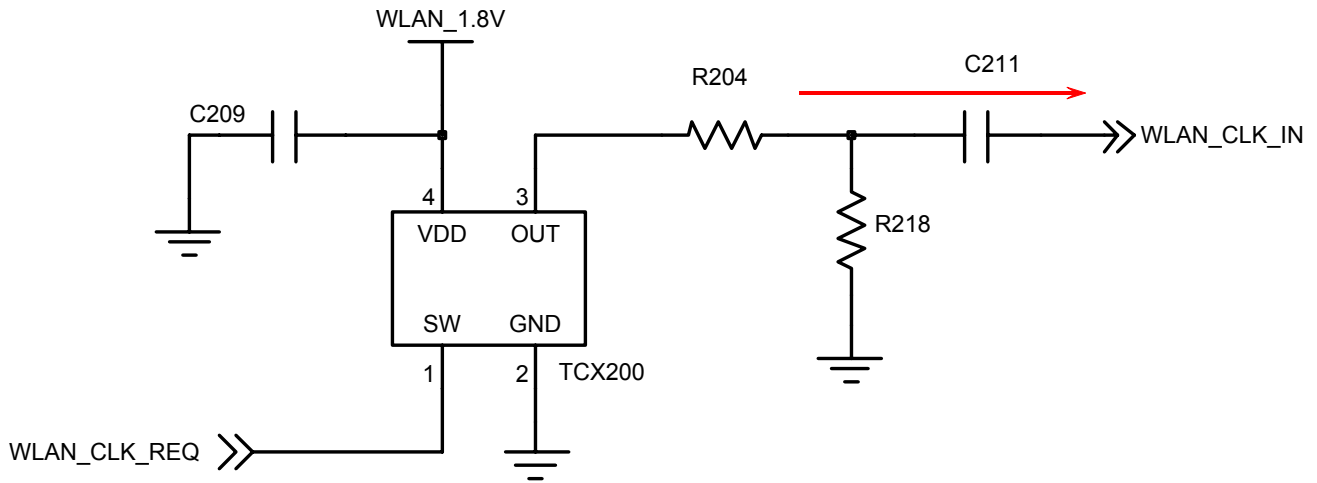 WLAN_1.8V
C211
R204
C209
WLAN_CLK_IN
4 3
R218
VDD OUT
SW GND
1 2 TCX200
WLAN_CLK_REQ